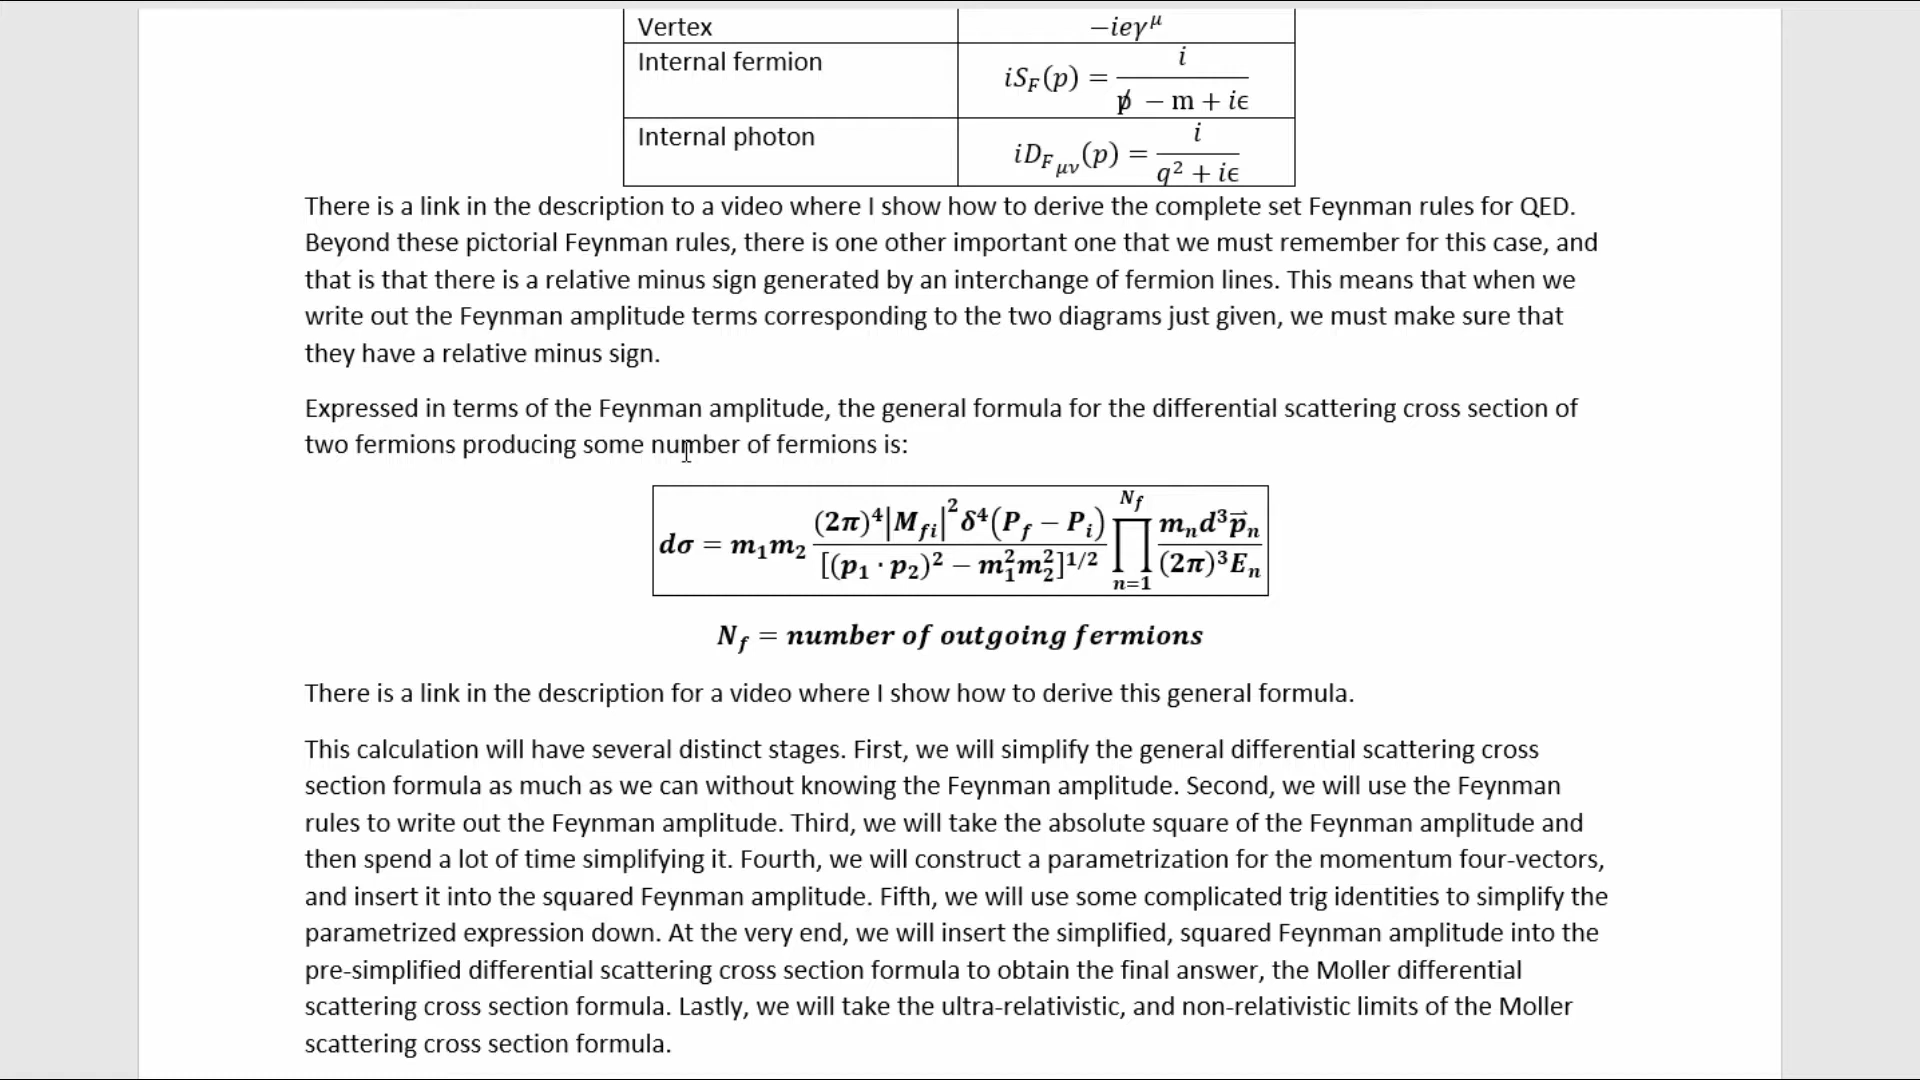 Vertex −ieγ^μ
Internal fermion iS_F(p) = i / (p̸ − m + iϵ)
Internal photon iD_{F μν}(p) = i / (q² + iϵ)
There is a link in the description to a video where I show how to derive the complete set Feynman rules for QED.
Beyond these pictorial Feynman rules, there is one other important one that we must remember for this case, and
that is that there is a relative minus sign generated by an interchange of fermion lines. This means that when we
write out the Feynman amplitude terms corresponding to the two diagrams just given, we must make sure that
they have a relative minus sign.
Expressed in terms of the Feynman amplitude, the general formula for the differential scattering cross section of
two fermions producing some number of fermions is:
dσ = m₁m₂ (2π)⁴|M_{fi}|² δ⁴(P_f − P_i) / [(p₁ · p₂)² − m₁²m₂²]^{1/2} ∏_{n=1}^{N_f} m_n d³p⃗_n / (2π)³E_n
N_f = number of outgoing fermions
There is a link in the description for a video where I show how to derive this general formula.
This calculation will have several distinct stages. First, we will simplify the general differential scattering cross
section formula as much as we can without knowing the Feynman amplitude. Second, we will use the Feynman
rules to write out the Feynman amplitude. Third, we will take the absolute square of the Feynman amplitude and
then spend a lot of time simplifying it. Fourth, we will construct a parametrization for the momentum four-vectors,
and insert it into the squared Feynman amplitude. Fifth, we will use some complicated trig identities to simplify the
parametrized expression down. At the very end, we will insert the simplified, squared Feynman amplitude into the
pre-simplified differential scattering cross section formula to obtain the final answer, the Moller differential
scattering cross section formula. Lastly, we will take the ultra-relativistic, and non-relativistic limits of the Moller
scattering cross section formula.